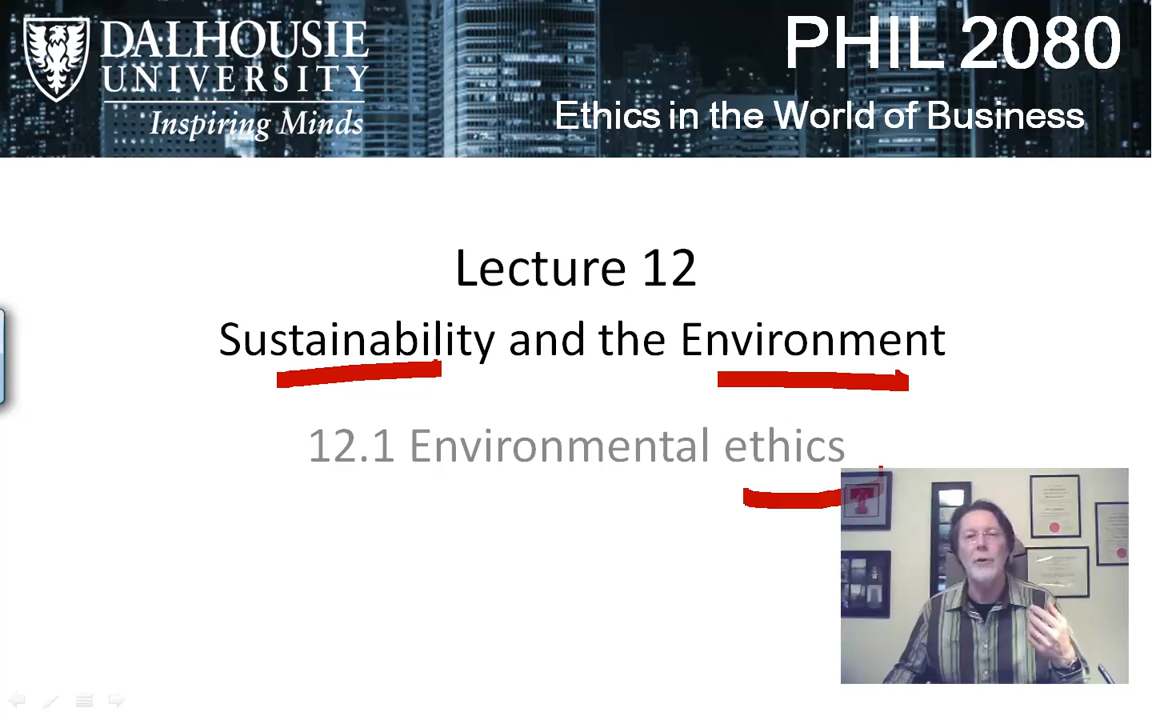 DALHOUSIE
UNIVERSITY
Inspiring Minds
PHIL 2080
Ethics in the World of Business
Lecture 12
Sustainability and the Environment
12.1 Environmental ethics